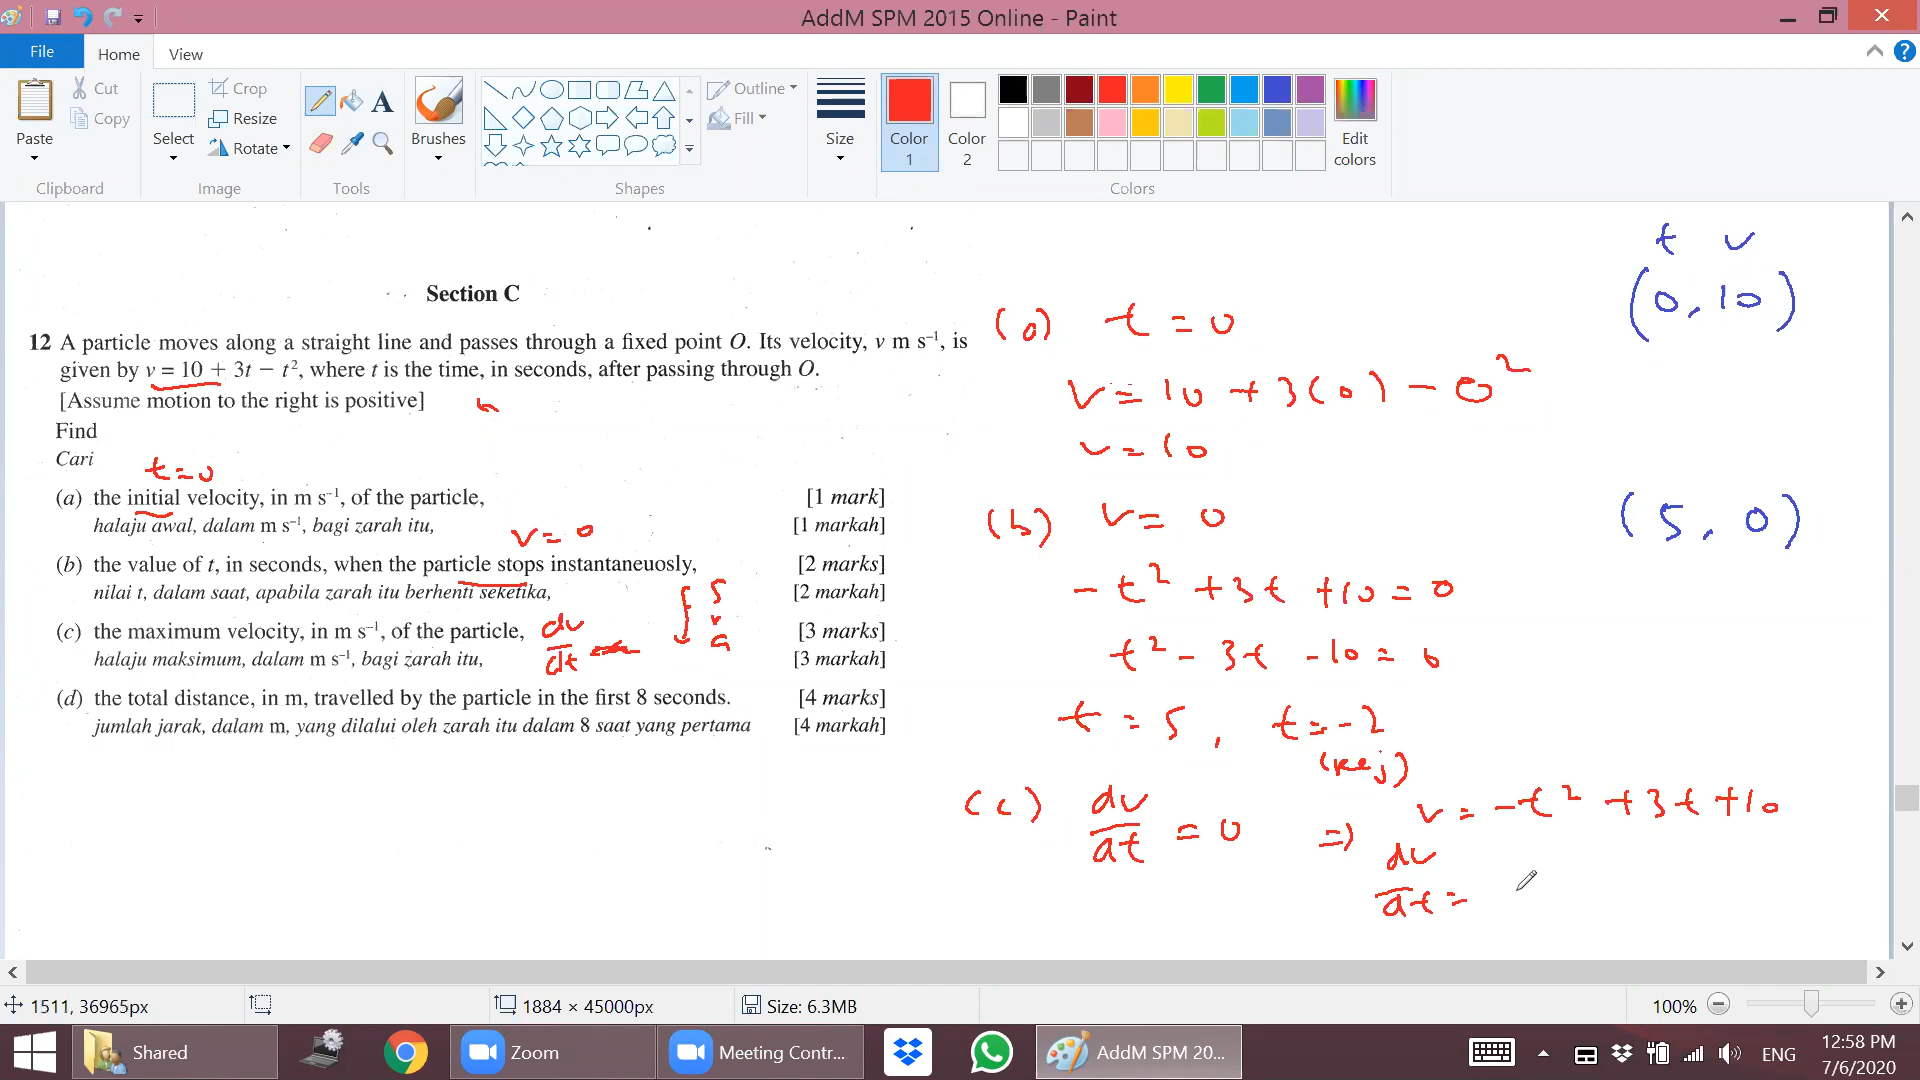 AddM SPM 2015 Online - Paint
File
Home
View
Paste
Cut
Copy
Clipboard
Select
Crop
Resize
Rotate
Image
Tools
Brushes
Shapes
Outline
Fill
Size
Color 1
Color 2
Edit colors
Colors
Section C
12 A particle moves along a straight line and passes through a fixed point O. Its velocity, v m s⁻¹, is
given by v = 10 + 3t − t², where t is the time, in seconds, after passing through O.
[Assume motion to the right is positive]
Find
Cari
t = 0
(a) the initial velocity, in m s⁻¹, of the particle, [1 mark]
halaju awal, dalam m s⁻¹, bagi zarah itu, [1 markah]
v = 0
(b) the value of t, in seconds, when the particle stops instantaneuosly, [2 marks]
nilai t, dalam saat, apabila zarah itu berhenti seketika, [2 markah]
s
v
a
(c) the maximum velocity, in m s⁻¹, of the particle, dv/dt [3 marks]
halaju maksimum, dalam m s⁻¹, bagi zarah itu, [3 markah]
(d) the total distance, in m, travelled by the particle in the first 8 seconds. [4 marks]
jumlah jarak, dalam m, yang dilalui oleh zarah itu dalam 8 saat yang pertama [4 markah]
(a) t = 0
v = 10 + 3(0) − 0²
v = 10
(b) v = 0
−t² + 3t + 10 = 0
t² − 3t − 10 = 0
t = 5, t = −2
(rej)
(c) dv/dt = 0 ⇒ v = −t² + 3t + 10
dv/dt =
t v
(0, 10)
(5, 0)
1511, 36965px
1884 × 45000px
Size: 6.3MB
100%
Shared
Zoom
Meeting Contr...
AddM SPM 20...
ENG
12:58 PM
7/6/2020